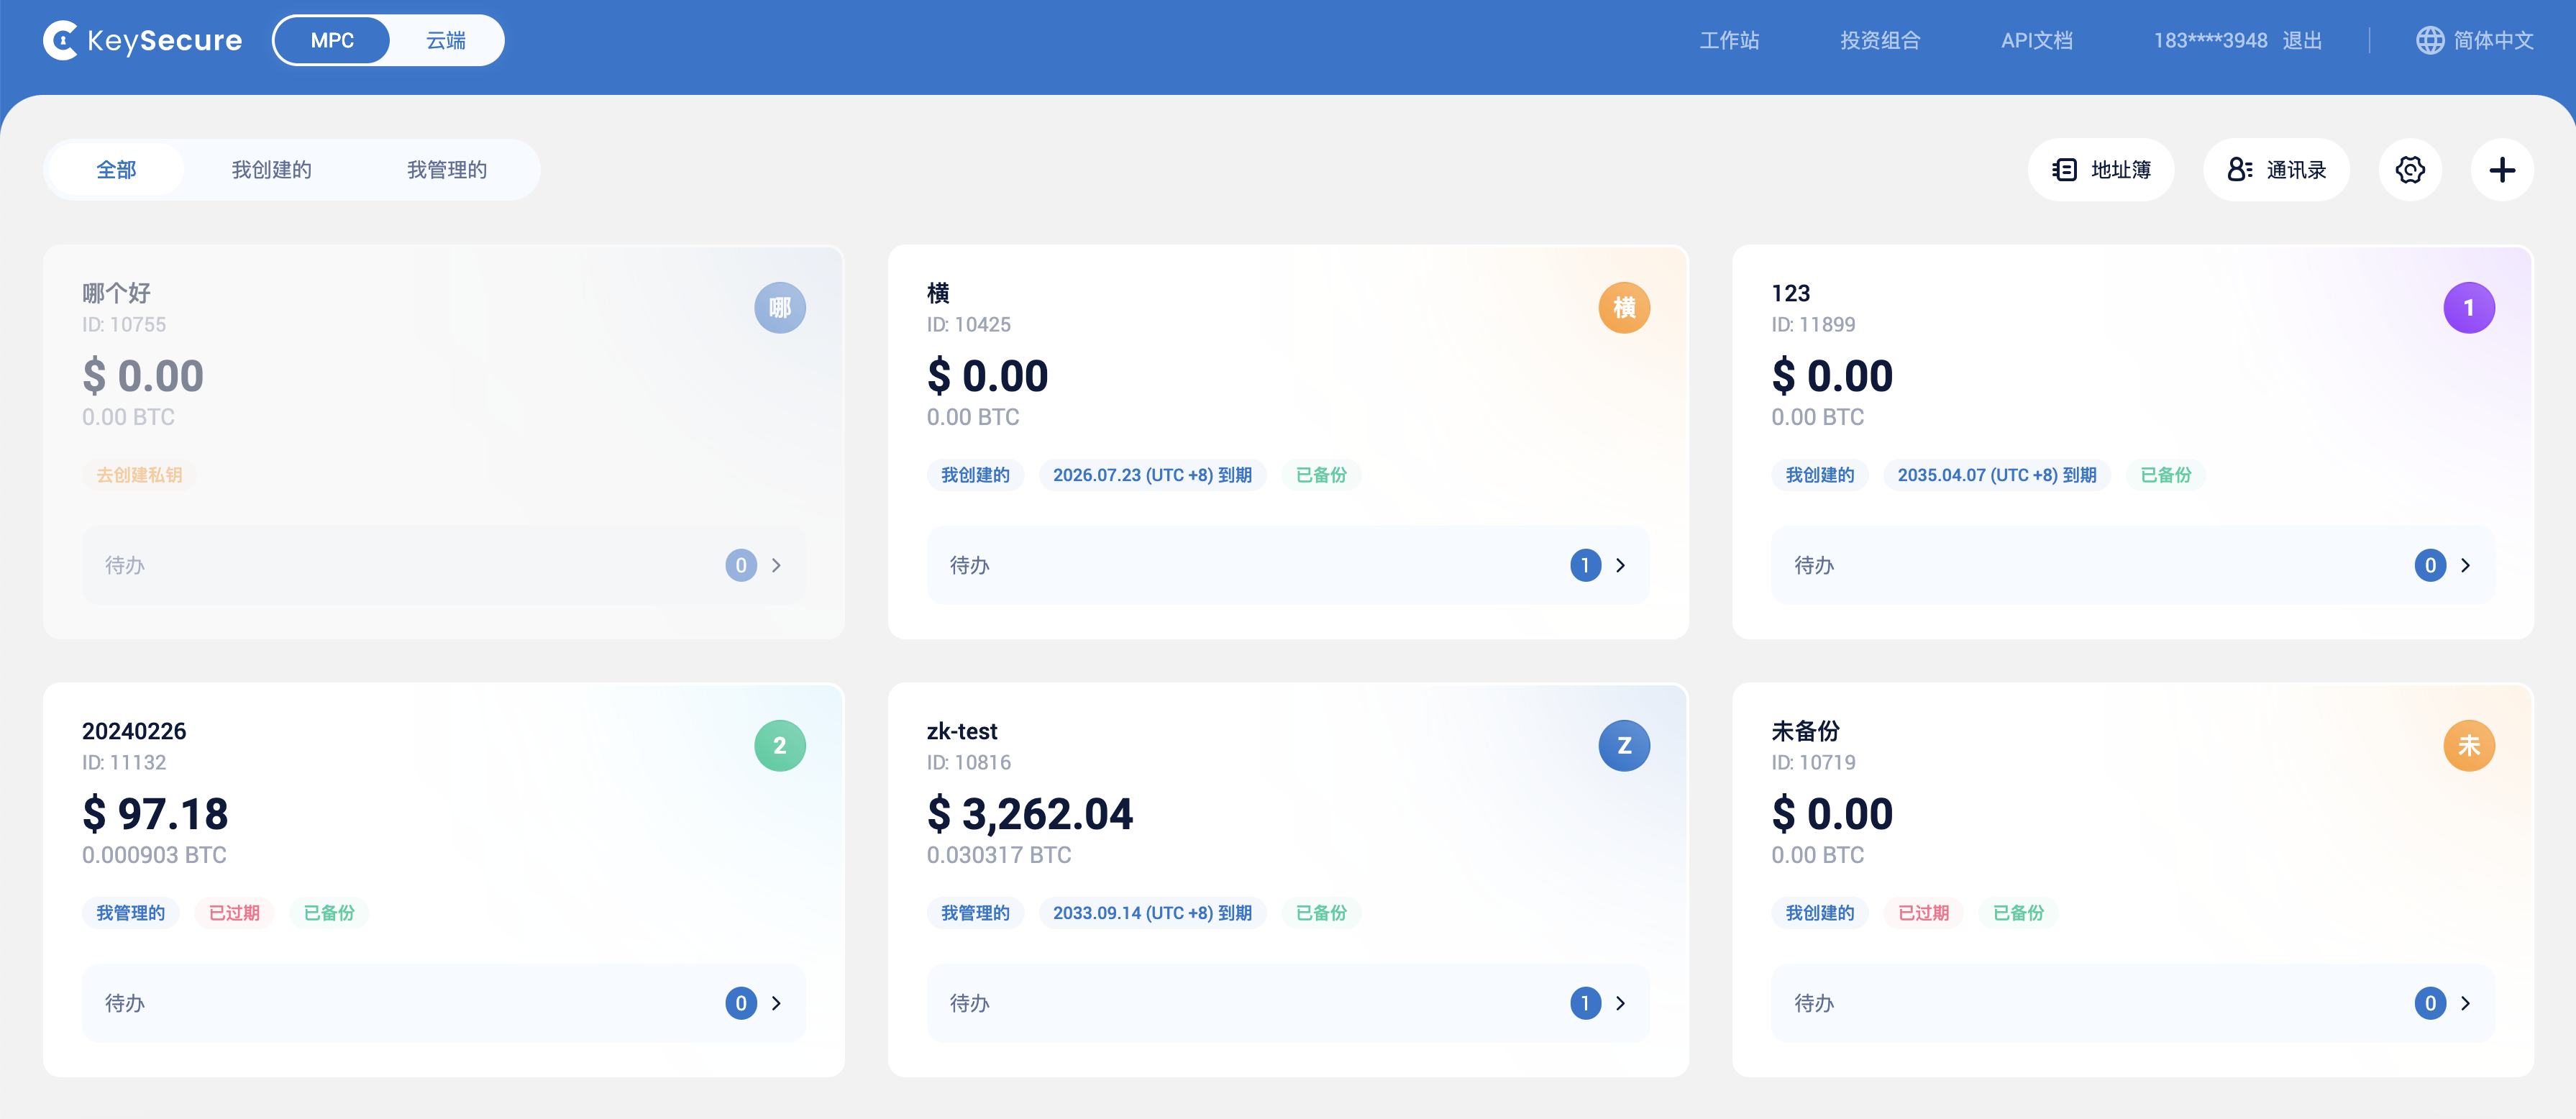 KeySecure
MPC 云端
工作站 投资组合 API文档 183****3948 退出 简体中文
全部 我创建的 我管理的
地址簿 通讯录
哪个好
哪
ID: 10755
$ 0.00
0.00 BTC
去创建私钥
待办 0
横
横
ID: 10425
$ 0.00
0.00 BTC
我创建的 2026.07.23 (UTC +8) 到期 已备份
待办 1
123
1
ID: 11899
$ 0.00
0.00 BTC
我创建的 2035.04.07 (UTC +8) 到期 已备份
待办 0
20240226
2
ID: 11132
$ 97.18
0.000903 BTC
我管理的 已过期 已备份
待办 0
zk-test
Z
ID: 10816
$ 3,262.04
0.030317 BTC
我管理的 2033.09.14 (UTC +8) 到期 已备份
待办 1
未备份
未
ID: 10719
$ 0.00
0.00 BTC
我创建的 已过期 已备份
待办 0